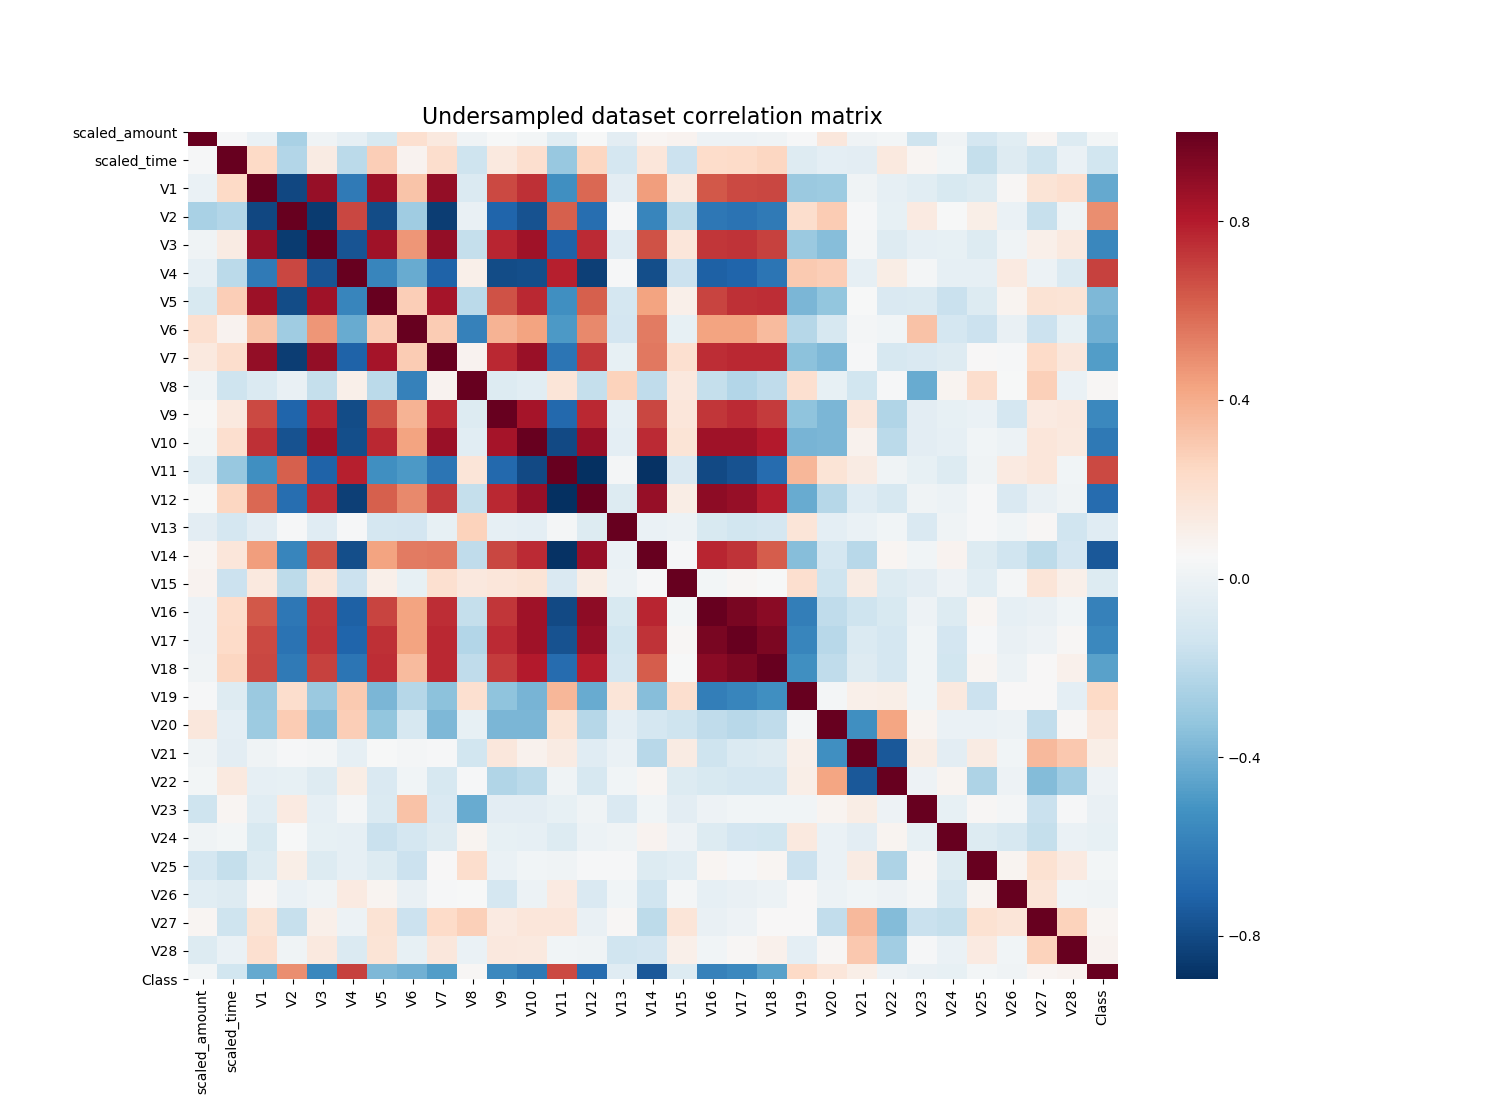 Undersampled dataset correlation matrix
scaled_amount
scaled_time
V1
V2
V3
V4
V5
V6
V7
V8
V9
V10
V11
V12
V13
V14
V15
V16
V17
V18
V19
V20
V21
V22
V23
V24
V25
V26
V27
V28
Class
scaled_amount
scaled_time
V1
V2
V3
V4
V5
V6
V7
V8
V9
V10
V11
V12
V13
V14
V15
V16
V17
V18
V19
V20
V21
V22
V23
V24
V25
V26
V27
V28
Class
0.8
0.4
0.0
−0.4
−0.8